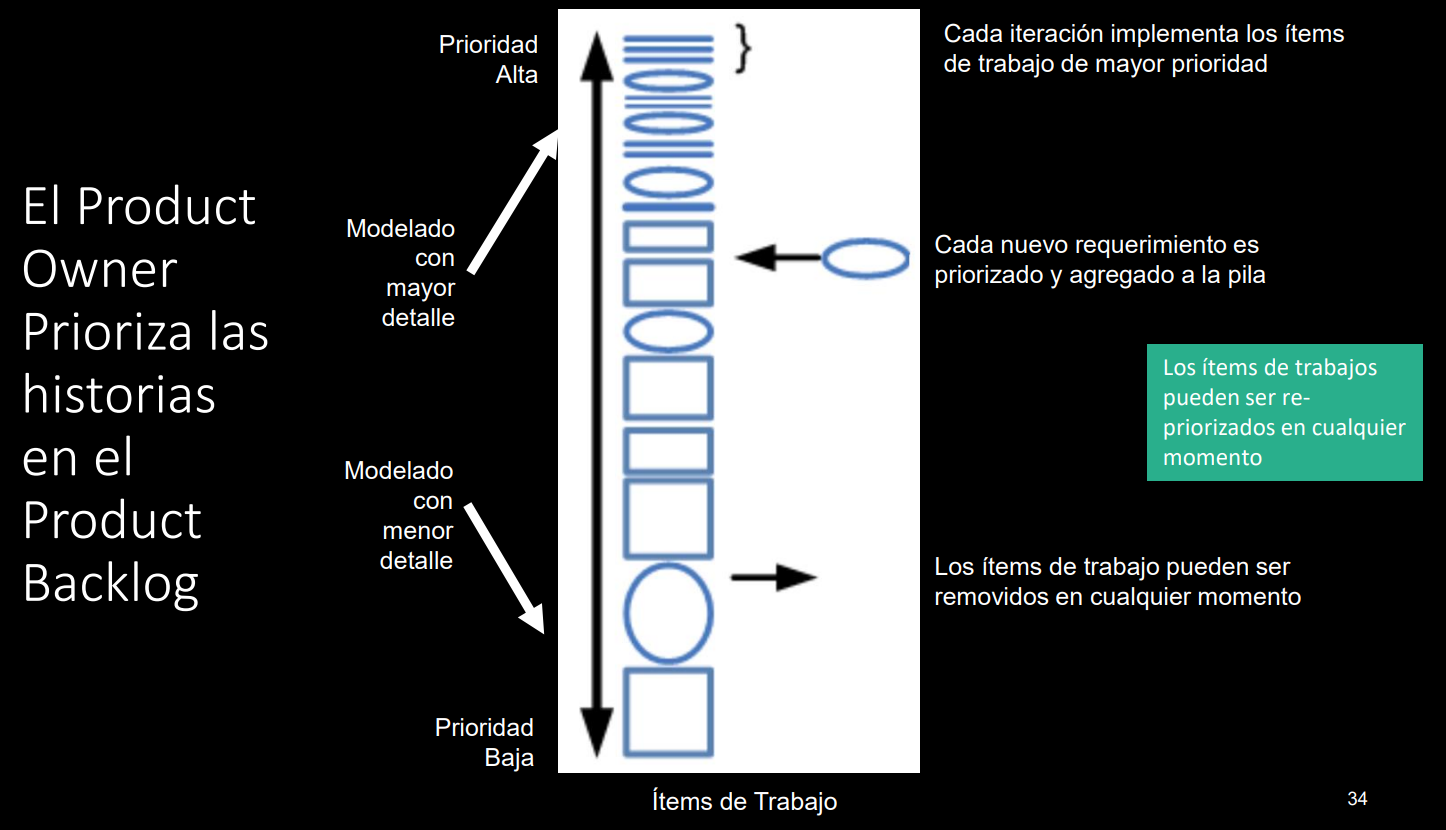 El Product
Owner
Prioriza las
historias
en el
Product
Backlog
Prioridad
Alta
Modelado
con
mayor
detalle
Modelado
con
menor
detalle
Prioridad
Baja
}
Cada iteración implementa los ítems
de trabajo de mayor prioridad
Cada nuevo requerimiento es
priorizado y agregado a la pila
Los ítems de trabajos
pueden ser re-
priorizados en cualquier
momento
Los ítems de trabajo pueden ser
removidos en cualquier momento
Ítems de Trabajo
34